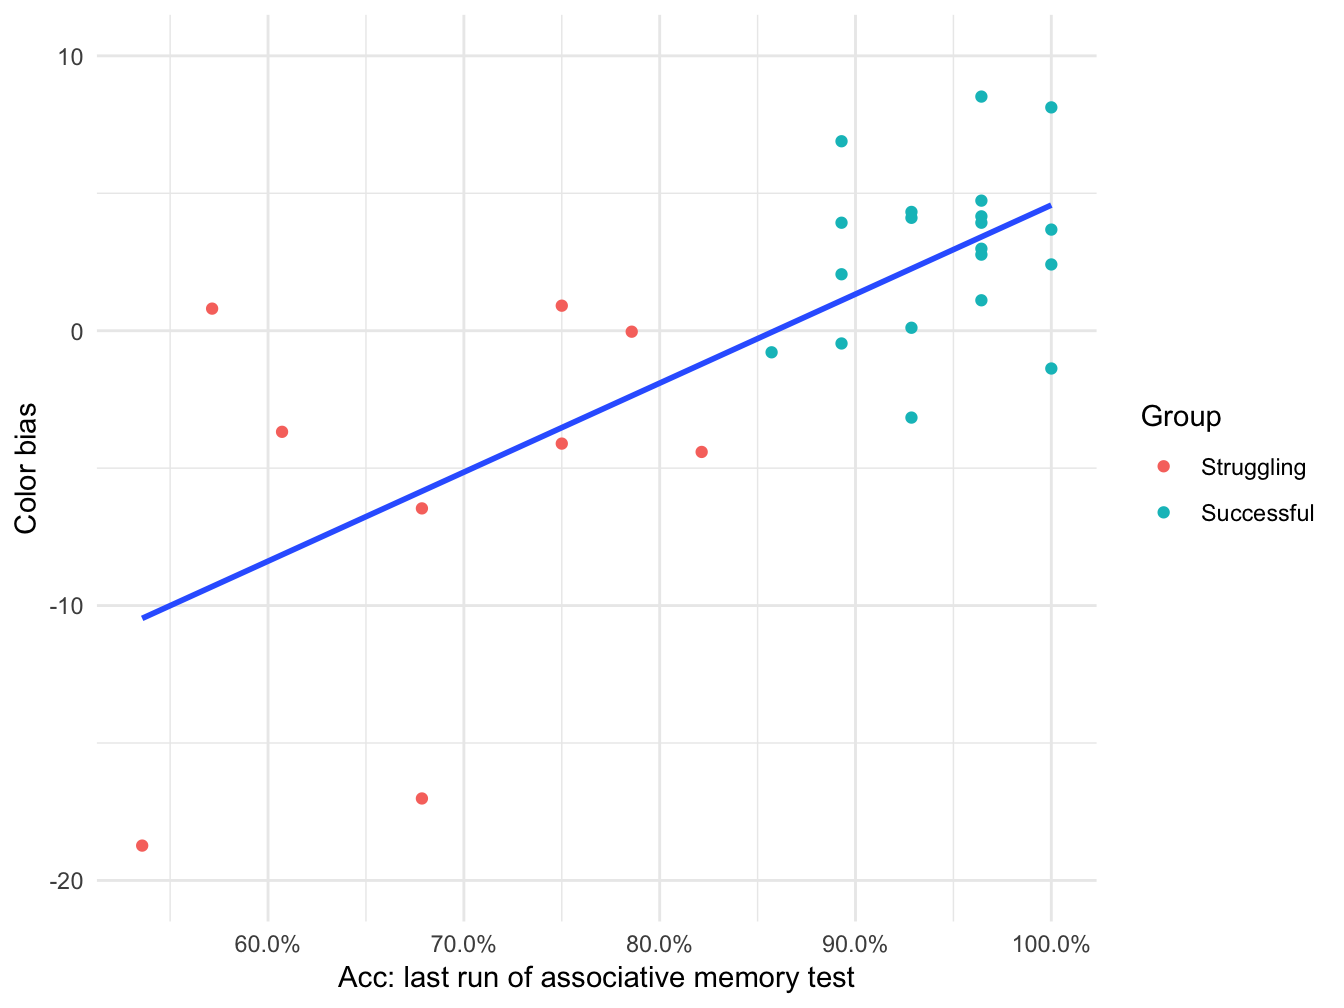 10
0
-10
-20
Color bias
60.0%
70.0%
80.0%
90.0%
100.0%
Acc: last run of associative memory test
Group
Struggling
Successful